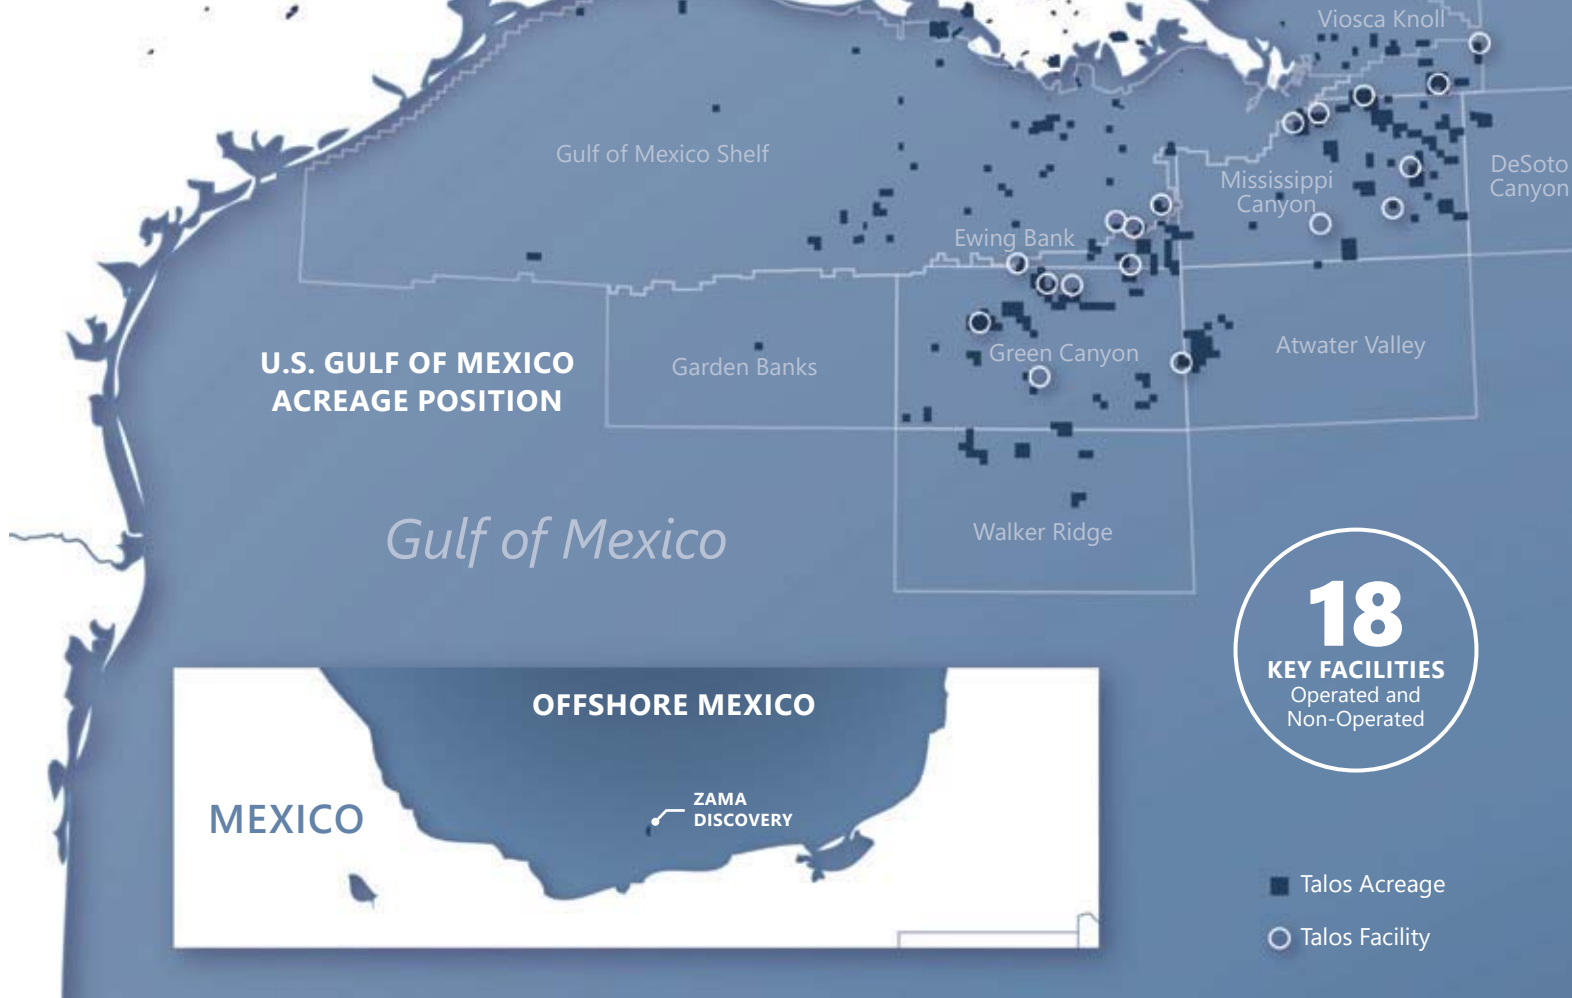 Viosca Knoll
Gulf of Mexico Shelf
Mississippi
Canyon
DeSoto
Canyon
Ewing Bank
U.S. GULF OF MEXICO
ACREAGE POSITION
Garden Banks
Green Canyon
Atwater Valley
Gulf of Mexico
Walker Ridge
18
KEY FACILITIES
Operated and
Non-Operated
OFFSHORE MEXICO
MEXICO
ZAMA
DISCOVERY
Talos Acreage
Talos Facility